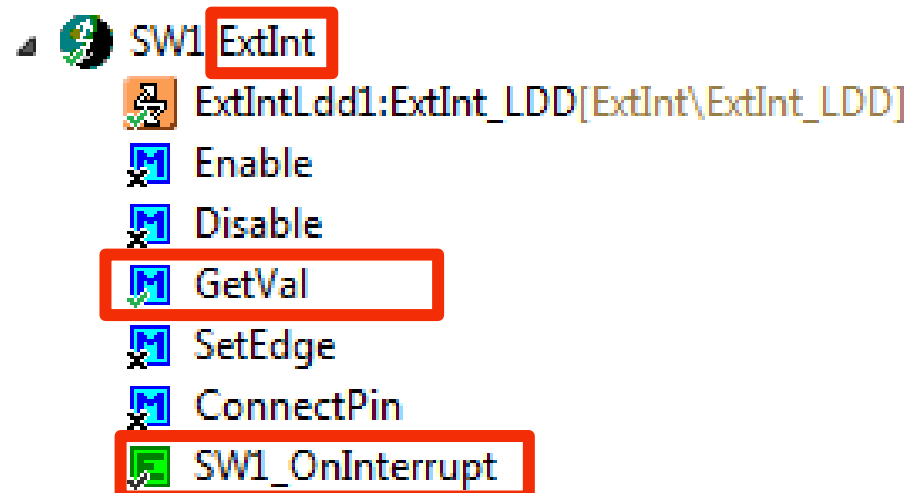 SW1 ExtInt
ExtIntLdd1:ExtInt_LDD[ExtInt\ExtInt_LDD]
M Enable
M Disable
M GetVal
M SetEdge
M ConnectPin
E SW1_OnInterrupt